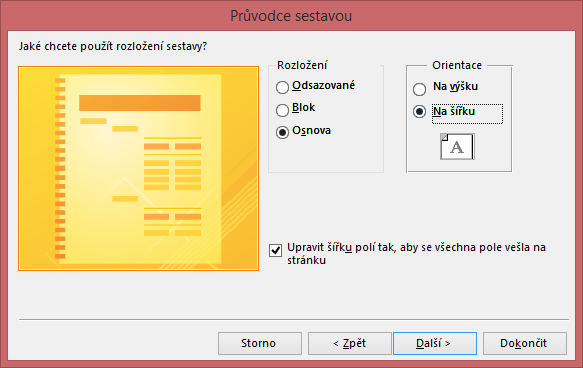 Průvodce sestavou
Jaké chcete použít rozložení sestavy?
Rozložení
Odsazované
Blok
Osnova
Orientace
Na výšku
Na šířku
A
Upravit šířku polí tak, aby se všechna pole vešla na
stránku
Storno
< Zpět
Další >
Dokončit